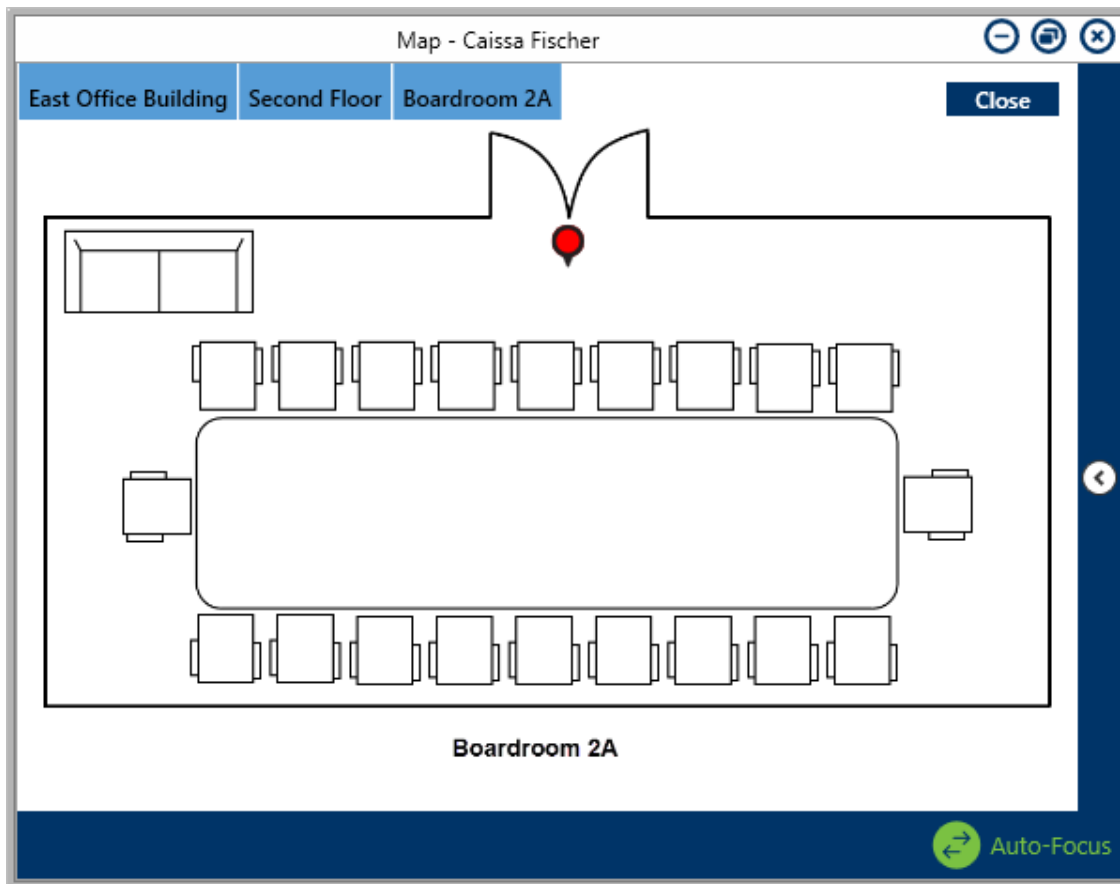 Map - Caissa Fischer
East Office Building Second Floor Boardroom 2A Close
Boardroom 2A
Auto-Focus